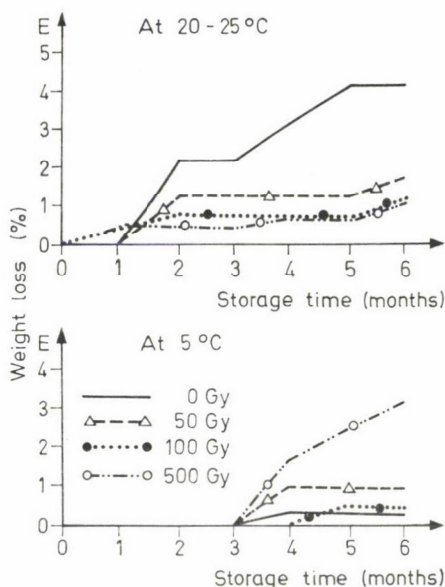 E
At 20-25°C
5
4
3
2
1
0
0 1 2 3 4 5 6
Storage time (months)
Weight loss (%)
E
At 5°C
4
3
2
1
0
0 Gy
50 Gy
100 Gy
500 Gy
0 1 2 3 4 5 6
Storage time (months)